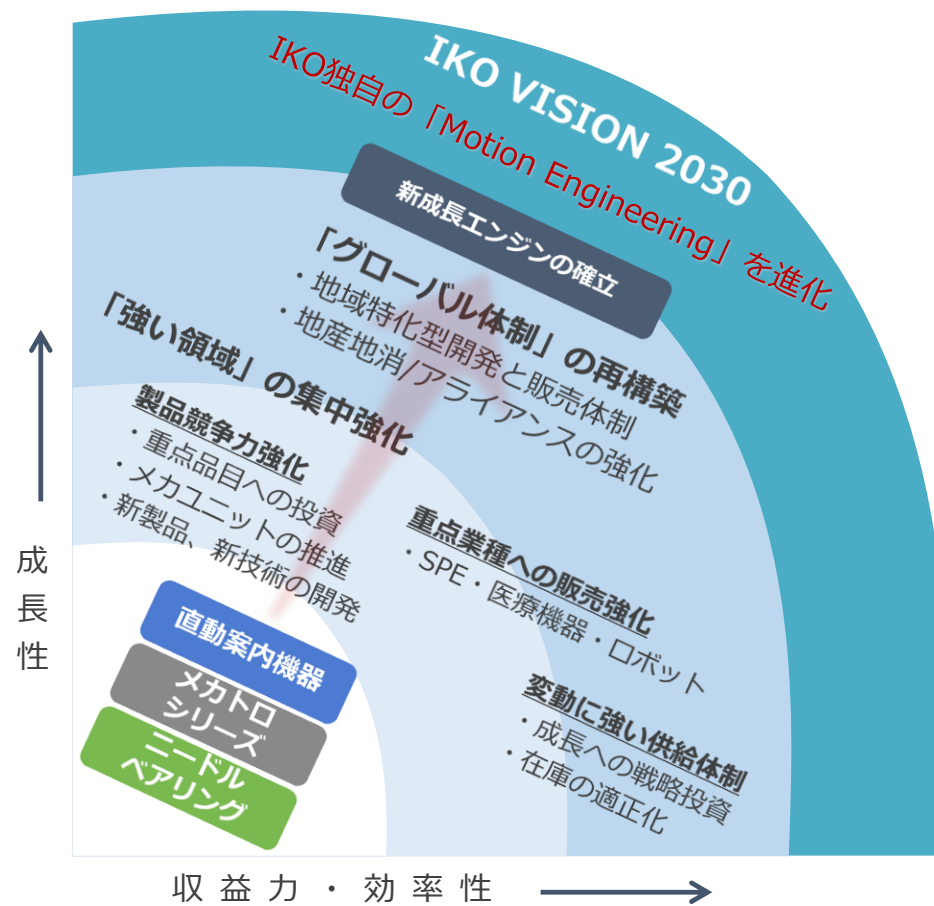 IKO VISION 2030
IKO独自の「Motion Engineering」を進化
新成長エンジンの確立
「グローバル体制」の再構築
・地域特化型開発と販売体制
・地産地消/アライアンスの強化
「強い領域」の集中強化
製品競争力強化
・重点品目への投資
・メカユニットの推進
・新製品、新技術の開発
重点業種への販売強化
・SPE・医療機器・ロボット
変動に強い供給体制
・成長への戦略投資
・在庫の適正化
直動案内機器
メカトロ
シリーズ
ニードル
ベアリング
成長性
収益力・効率性